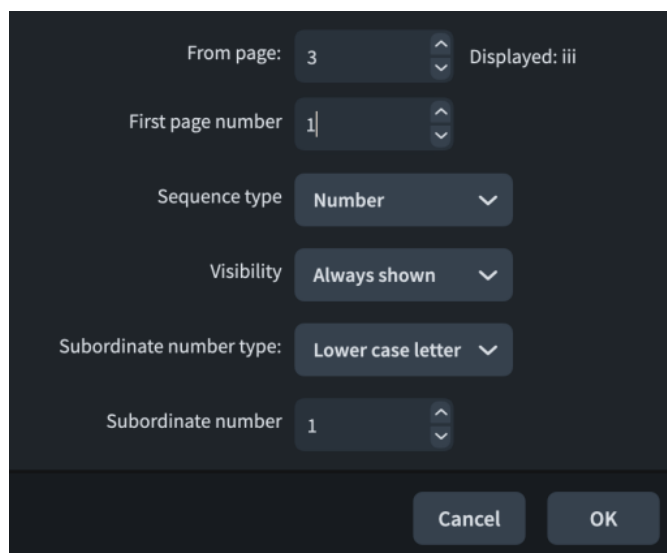 From page: 3 Displayed: iii
First page number 1
Sequence type Number
Visibility Always shown
Subordinate number type: Lower case letter
Subordinate number 1
Cancel OK